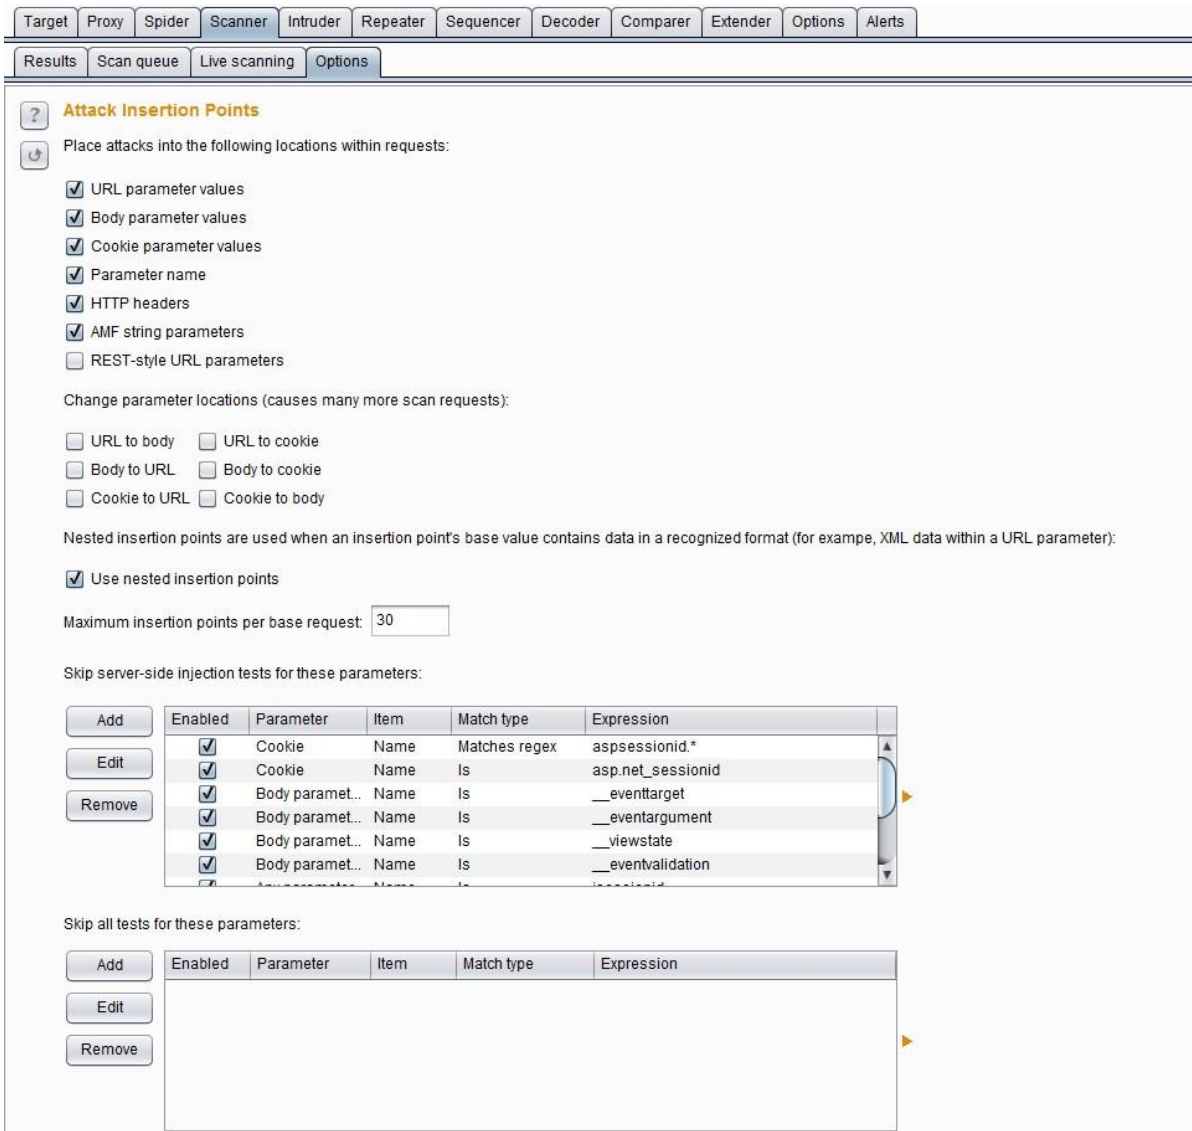 Target Proxy Spider Scanner Intruder Repeater Sequencer Decoder Comparer Extender Options Alerts
Results Scan queue Live scanning Options
? Attack Insertion Points
Place attacks into the following locations within requests:
URL parameter values
Body parameter values
Cookie parameter values
Parameter name
HTTP headers
AMF string parameters
REST-style URL parameters
Change parameter locations (causes many more scan requests):
URL to body URL to cookie
Body to URL Body to cookie
Cookie to URL Cookie to body
Nested insertion points are used when an insertion point's base value contains data in a recognized format (for exampe, XML data within a URL parameter):
Use nested insertion points
Maximum insertion points per base request: 30
Skip server-side injection tests for these parameters:
Add Enabled Parameter Item Match type Expression
Cookie Name Matches regex aspsessionid.*
Edit Cookie Name Is asp.net_sessionid
Remove Body paramet... Name Is __eventtarget
Body paramet... Name Is __eventargument
Body paramet... Name Is __viewstate
Body paramet... Name Is __eventvalidation
Skip all tests for these parameters:
Add Enabled Parameter Item Match type Expression
Edit
Remove